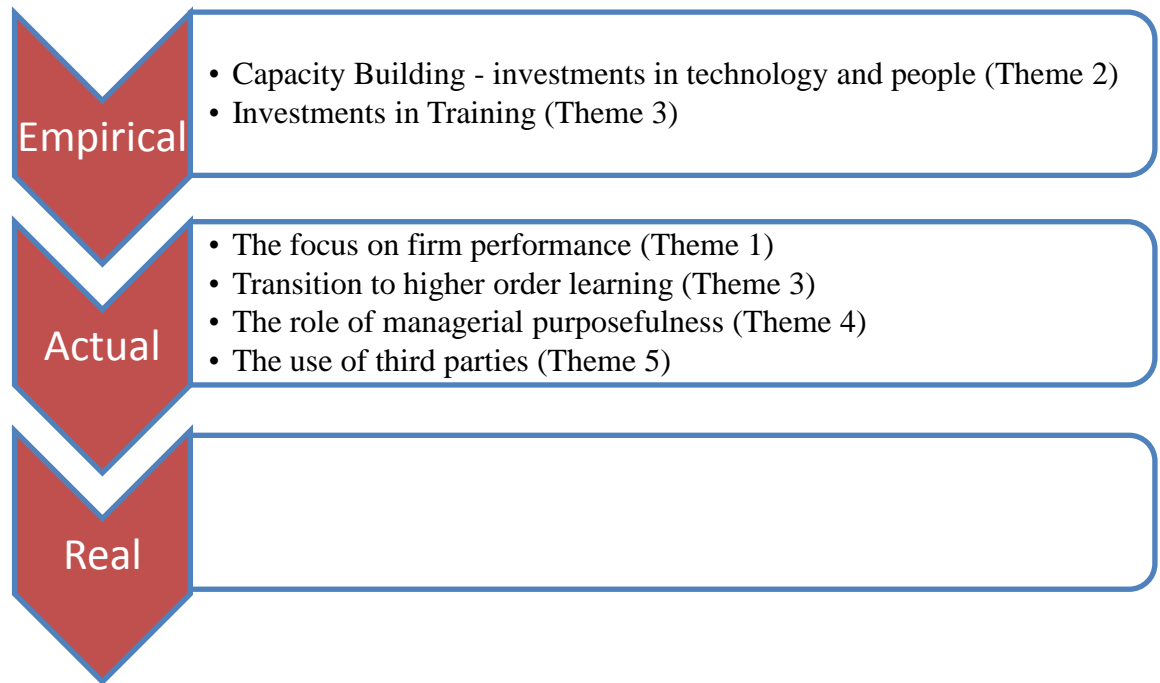 Empirical
• Capacity Building - investments in technology and people (Theme 2)
• Investments in Training (Theme 3)
Actual
• The focus on firm performance (Theme 1)
• Transition to higher order learning (Theme 3)
• The role of managerial purposefulness (Theme 4)
• The use of third parties (Theme 5)
Real